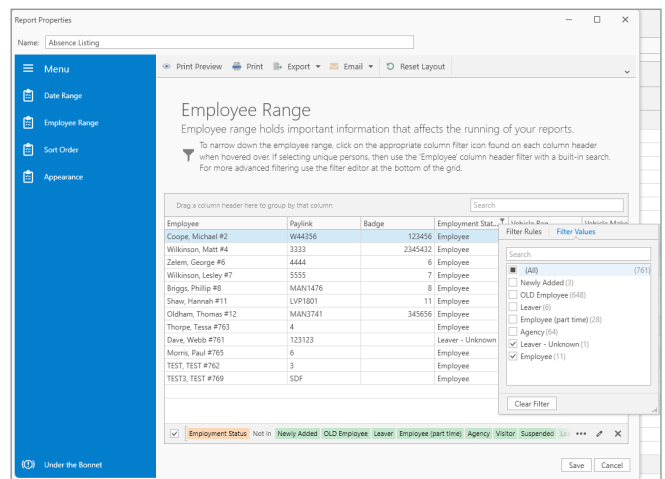 Report Properties
Name: Absence Listing
Menu
Date Range
Employee Range
Sort Order
Appearance
Under the Bonnet
Print Preview Print Export Email Reset Layout
Employee Range
Employee range holds important information that affects the running of your reports.
To narrow down the employee range, click on the appropriate column filter icon found on each column header
when hovered over. If selecting unique persons, then use the 'Employee' column header filter with a built-in search.
For more advanced filtering use the filter editor at the bottom of the grid.
Drag a column header here to group by that column Search
Employee Paylink Badge Employment Stat... Vehicle Reg Vehicle Make
Coope, Michael #2 W44356 123456 Employee
Wilkinson, Matt #4 3333 2345432 Employee
Zelem, George #6 4444 6 Employee
Wilkinson, Lesley #7 5555 7 Employee
Briggs, Phillip #8 MAN1476 8 Employee
Shaw, Hannah #11 LVP1801 11 Employee
Oldham, Thomas #12 MAN3741 345656 Employee
Thorpe, Tessa #763 4 Employee
Dave, Webb #761 123123 Leaver - Unknown
Morris, Paul #765 6 Employee
TEST, TEST #762 3 Employee
TEST3, TEST #769 SDF Employee
Filter Rules Filter Values
Search
(All) (761)
Newly Added (3)
OLD Employee (648)
Leaver (6)
Employee (part time) (28)
Agency (64)
Leaver - Unknown (1)
Employee (11)
Clear Filter
Employment Status Not in Newly Added OLD Employee Leaver Employee (part time) Agency Visitor Suspended
Save Cancel